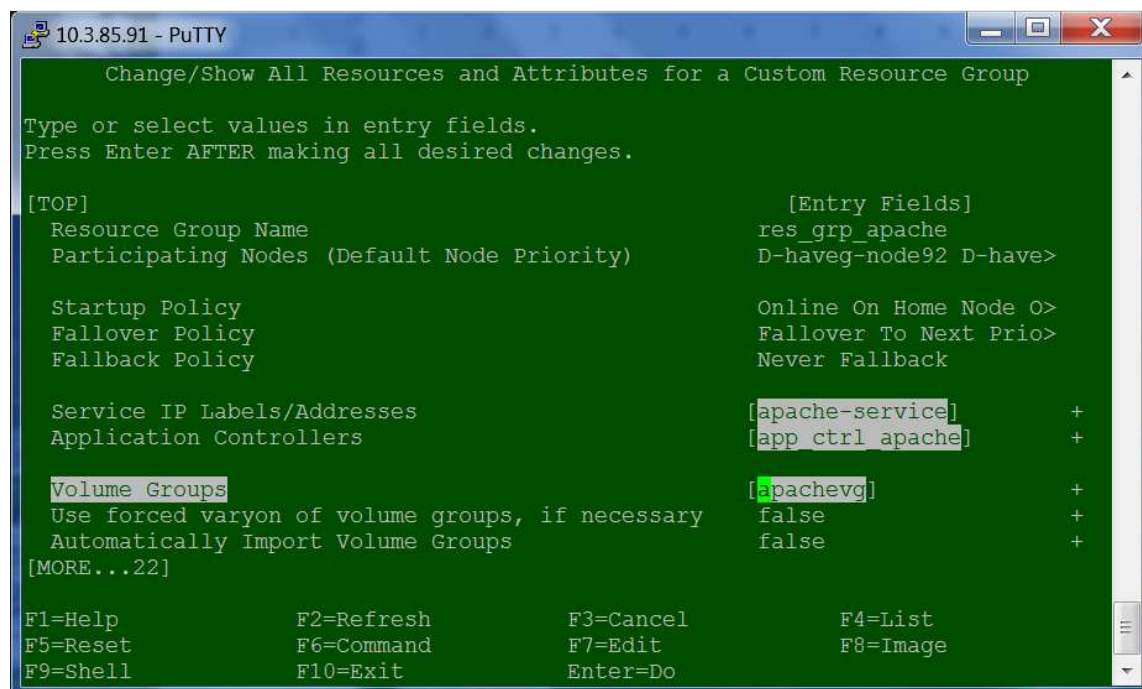 10.3.85.91 - PuTTY
Change/Show All Resources and Attributes for a Custom Resource Group
Type or select values in entry fields.
Press Enter AFTER making all desired changes.
[TOP] [Entry Fields]
Resource Group Name res_grp_apache
Participating Nodes (Default Node Priority) D-haveg-node92 D-have>
Startup Policy Online On Home Node O>
Fallover Policy Fallover To Next Prio>
Fallback Policy Never Fallback
Service IP Labels/Addresses [apache-service] +
Application Controllers [app_ctrl_apache] +
Volume Groups [apachevg] +
Use forced varyon of volume groups, if necessary false +
Automatically Import Volume Groups false +
[MORE...22]
F1=Help F2=Refresh F3=Cancel F4=List
F5=Reset F6=Command F7=Edit F8=Image
F9=Shell F10=Exit Enter=Do